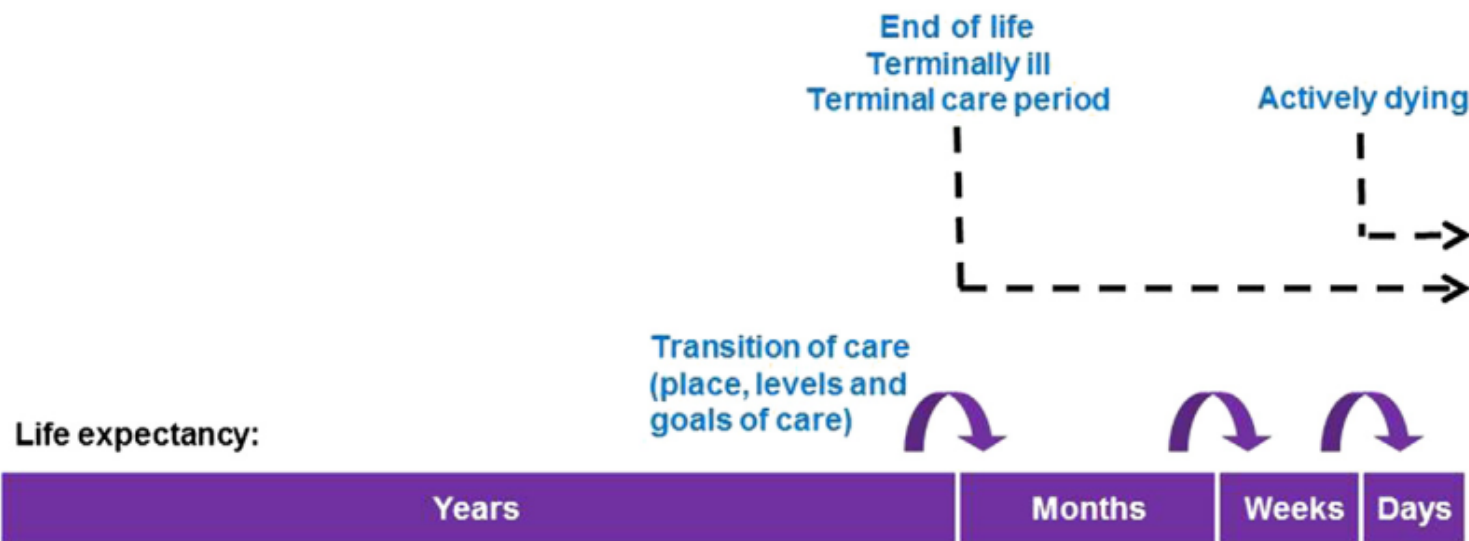 End of life
Terminally ill
Terminal care period
Actively dying
Transition of care
(place, levels and
goals of care)
Life expectancy:
Years
Months
Weeks
Days